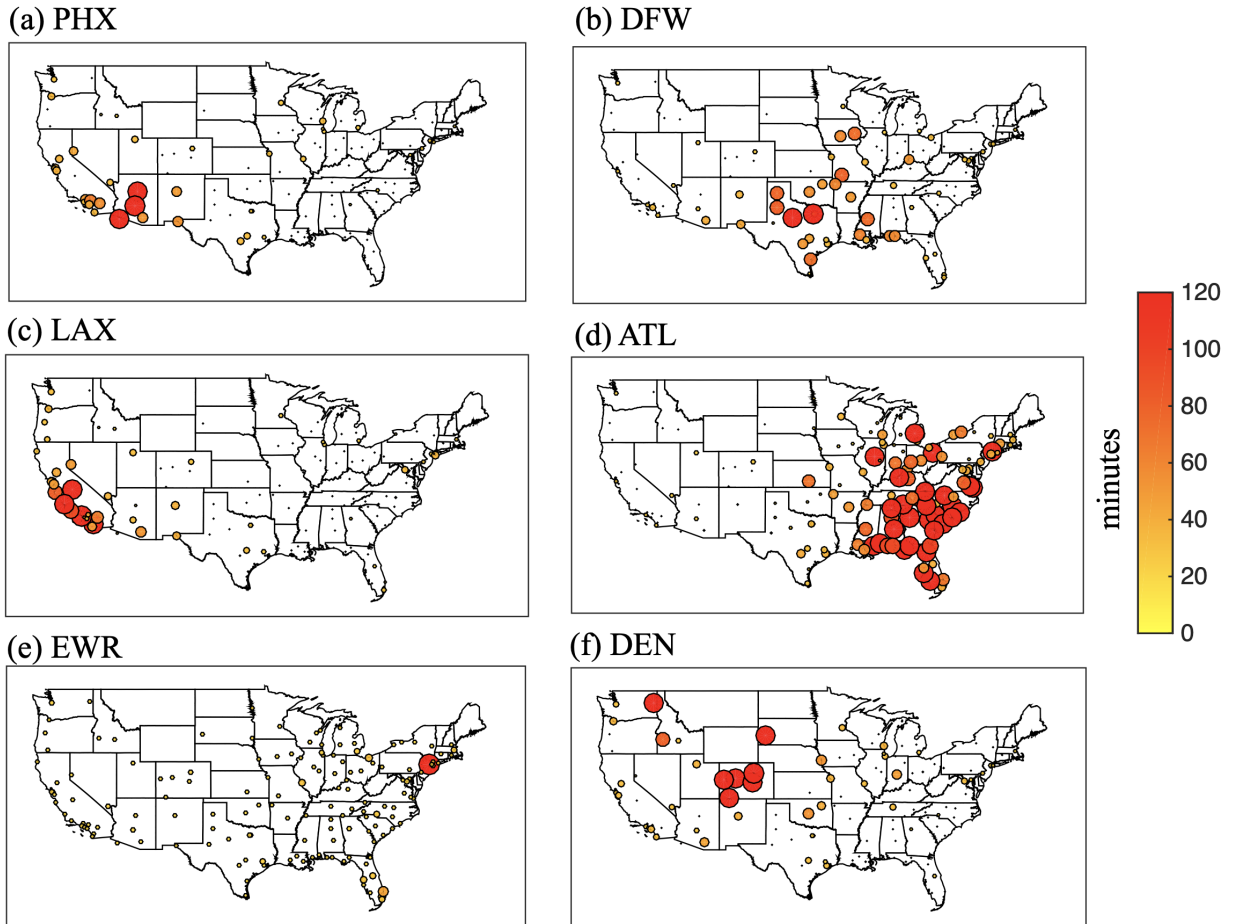 (a) PHX
(b) DFW
(c) LAX
(d) ATL
(e) EWR
(f) DEN
120
100
80
60
40
20
0
minutes